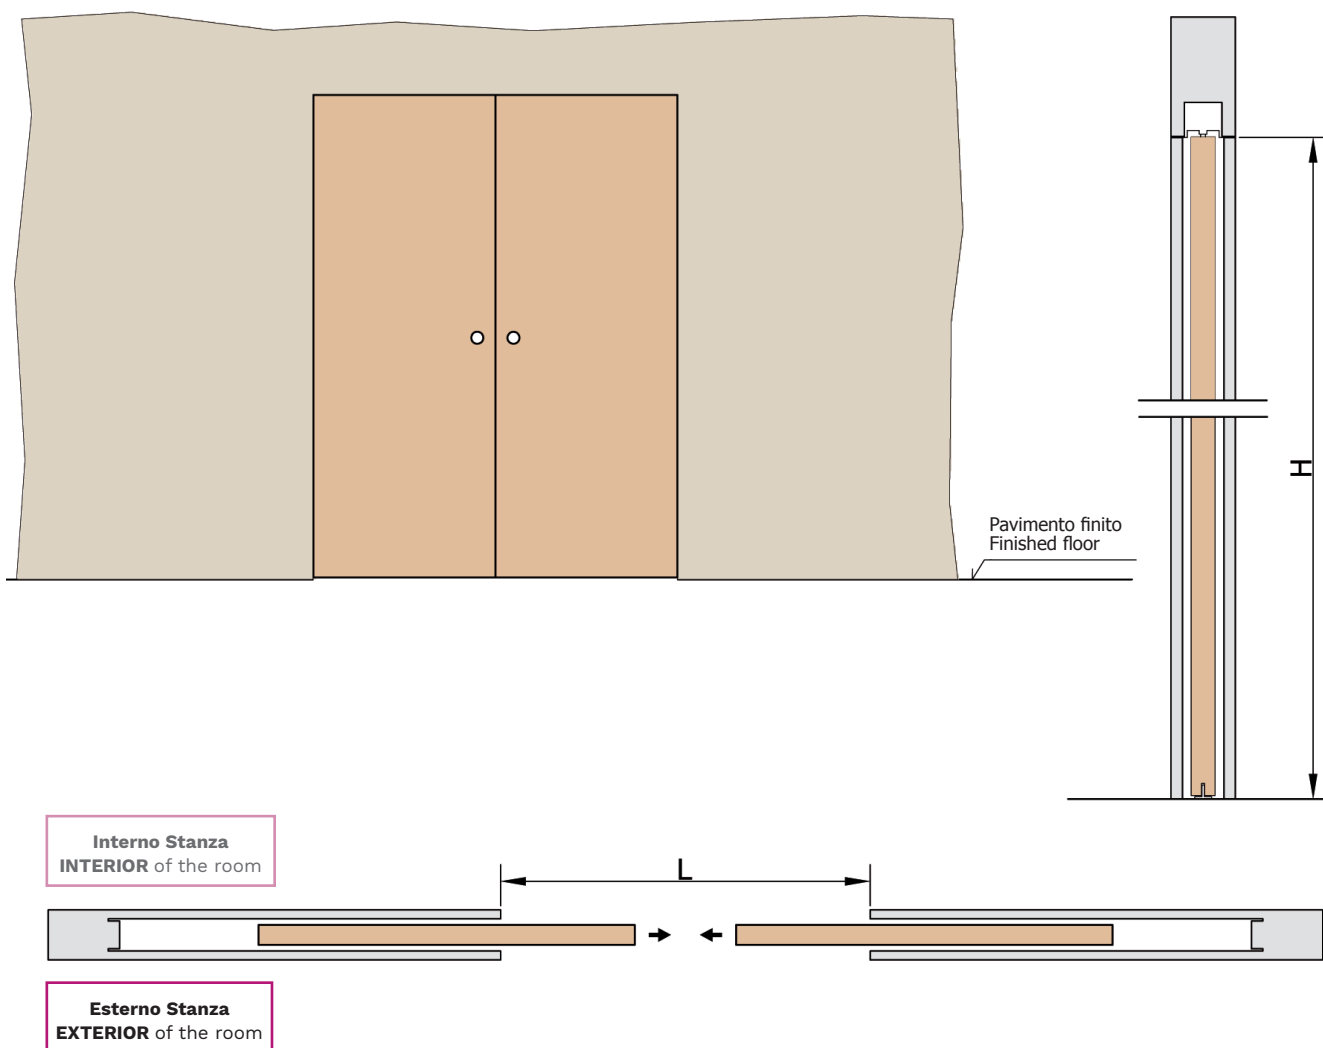 Pavimento finito
Finished floor
H
Interno Stanza
INTERIOR of the room
L
Esterno Stanza
EXTERIOR of the room